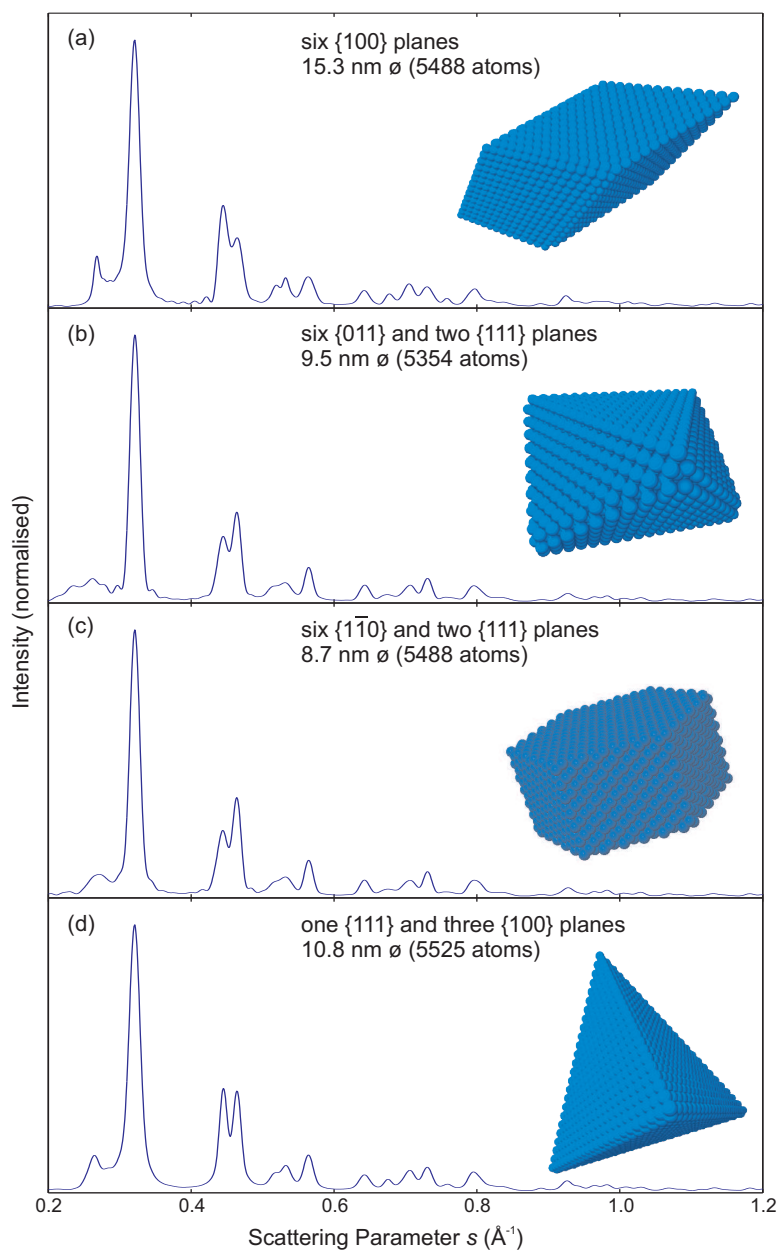 (a)
six {100} planes
15.3 nm ø (5488 atoms)
(b)
six {011} and two {111} planes
9.5 nm ø (5354 atoms)
(c)
six {11̅0} and two {111} planes
8.7 nm ø (5488 atoms)
(d)
one {111} and three {100} planes
10.8 nm ø (5525 atoms)
Intensity (normalised)
0.2 0.4 0.6 0.8 1.0 1.2
Scattering Parameter s (Å⁻¹)